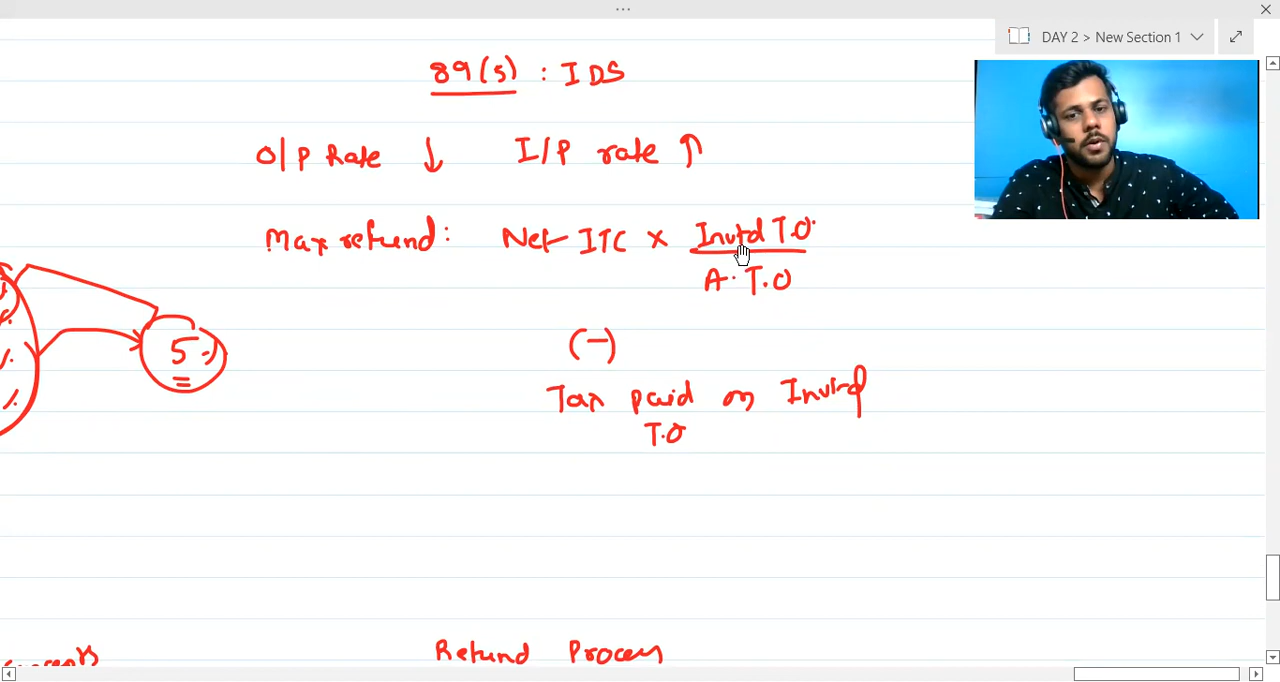 DAY 2 > New Section 1
89(5) : IDS
O/P Rate ↓ I/P rate ↑
Max refund : Net ITC × Invtd T.O
A. T.O
5%
(-)
Tax paid on Invtd
T.O
Refund Process